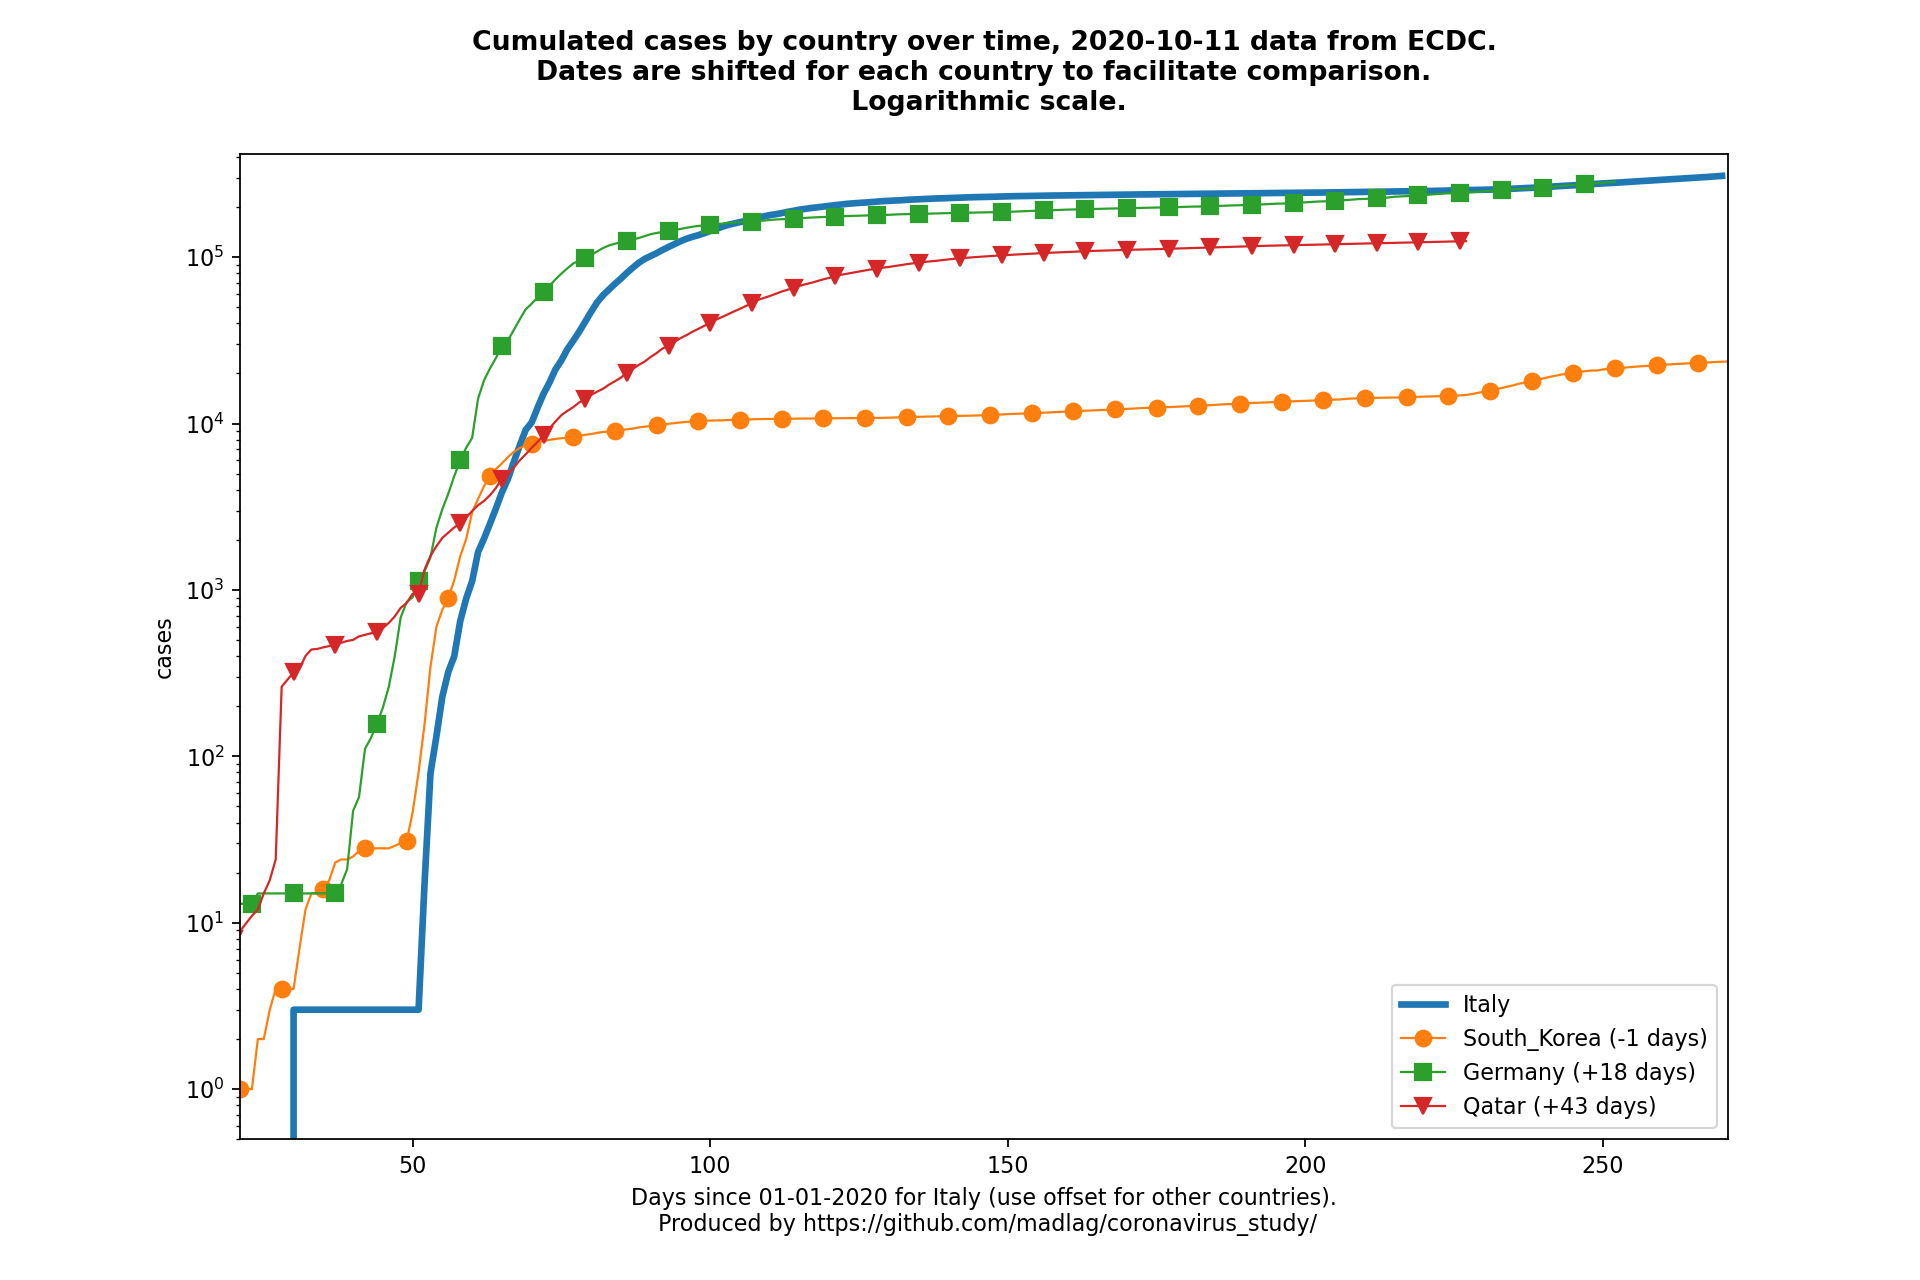 Cumulated cases by country over time, 2020-10-11 data from ECDC.
Dates are shifted for each country to facilitate comparison.
Logarithmic scale.
cases
10^5
10^4
10^3
10^2
10^1
10^0
50
100
150
200
250
Italy
South_Korea (-1 days)
Germany (+18 days)
Qatar (+43 days)
Days since 01-01-2020 for Italy (use offset for other countries).
Produced by https://github.com/madlag/coronavirus_study/